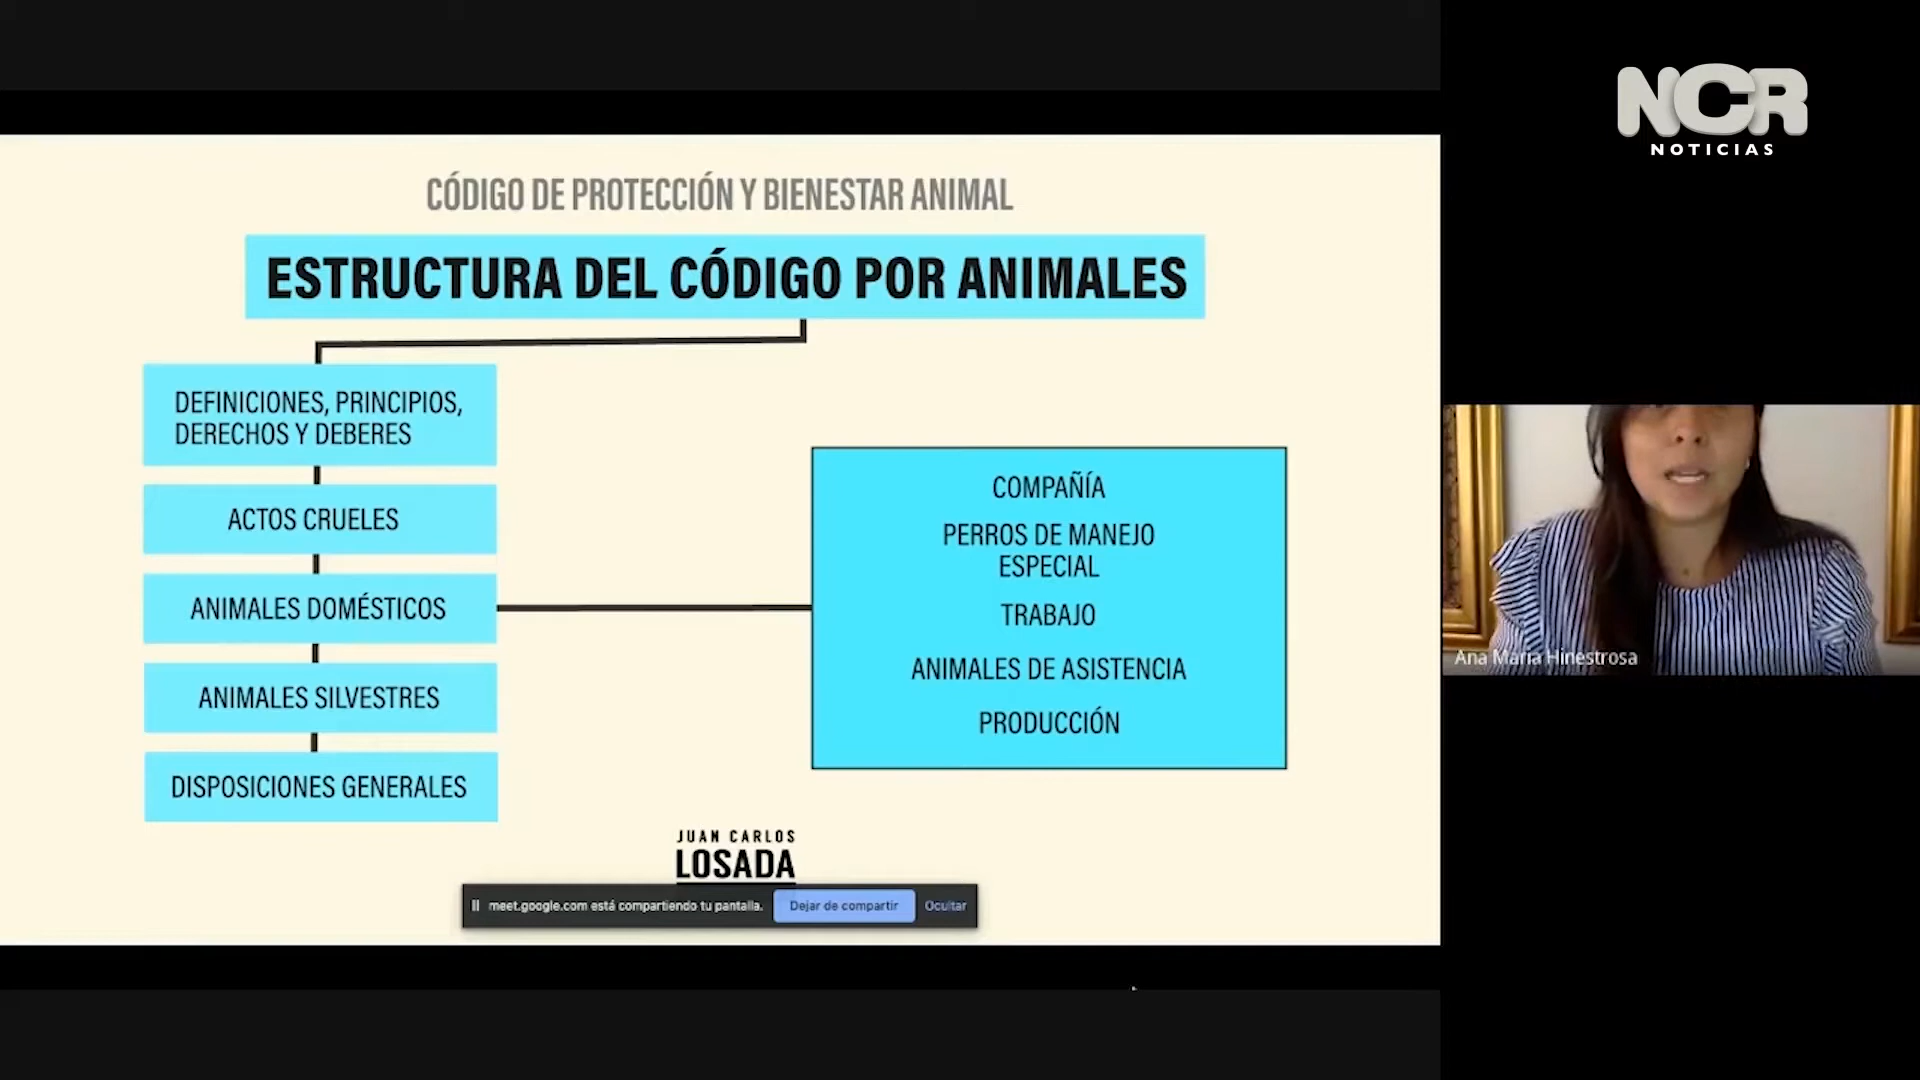 NCR
NOTICIAS
CÓDIGO DE PROTECCIÓN Y BIENESTAR ANIMAL
ESTRUCTURA DEL CÓDIGO POR ANIMALES
DEFINICIONES, PRINCIPIOS,
DERECHOS Y DEBERES
ACTOS CRUELES
ANIMALES DOMÉSTICOS
ANIMALES SILVESTRES
DISPOSICIONES GENERALES
COMPAÑÍA
PERROS DE MANEJO
ESPECIAL
TRABAJO
ANIMALES DE ASISTENCIA
PRODUCCIÓN
JUAN CARLOS
LOSADA
meet.google.com está compartiendo tu pantalla. Dejar de compartir Ocultar
Ana Maria Hinestrosa